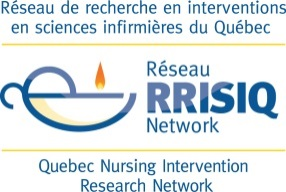 Réseau de recherche en interventions
en sciences infirmières du Québec
Réseau
RRISIQ
Network
Quebec Nursing Intervention
Research Network